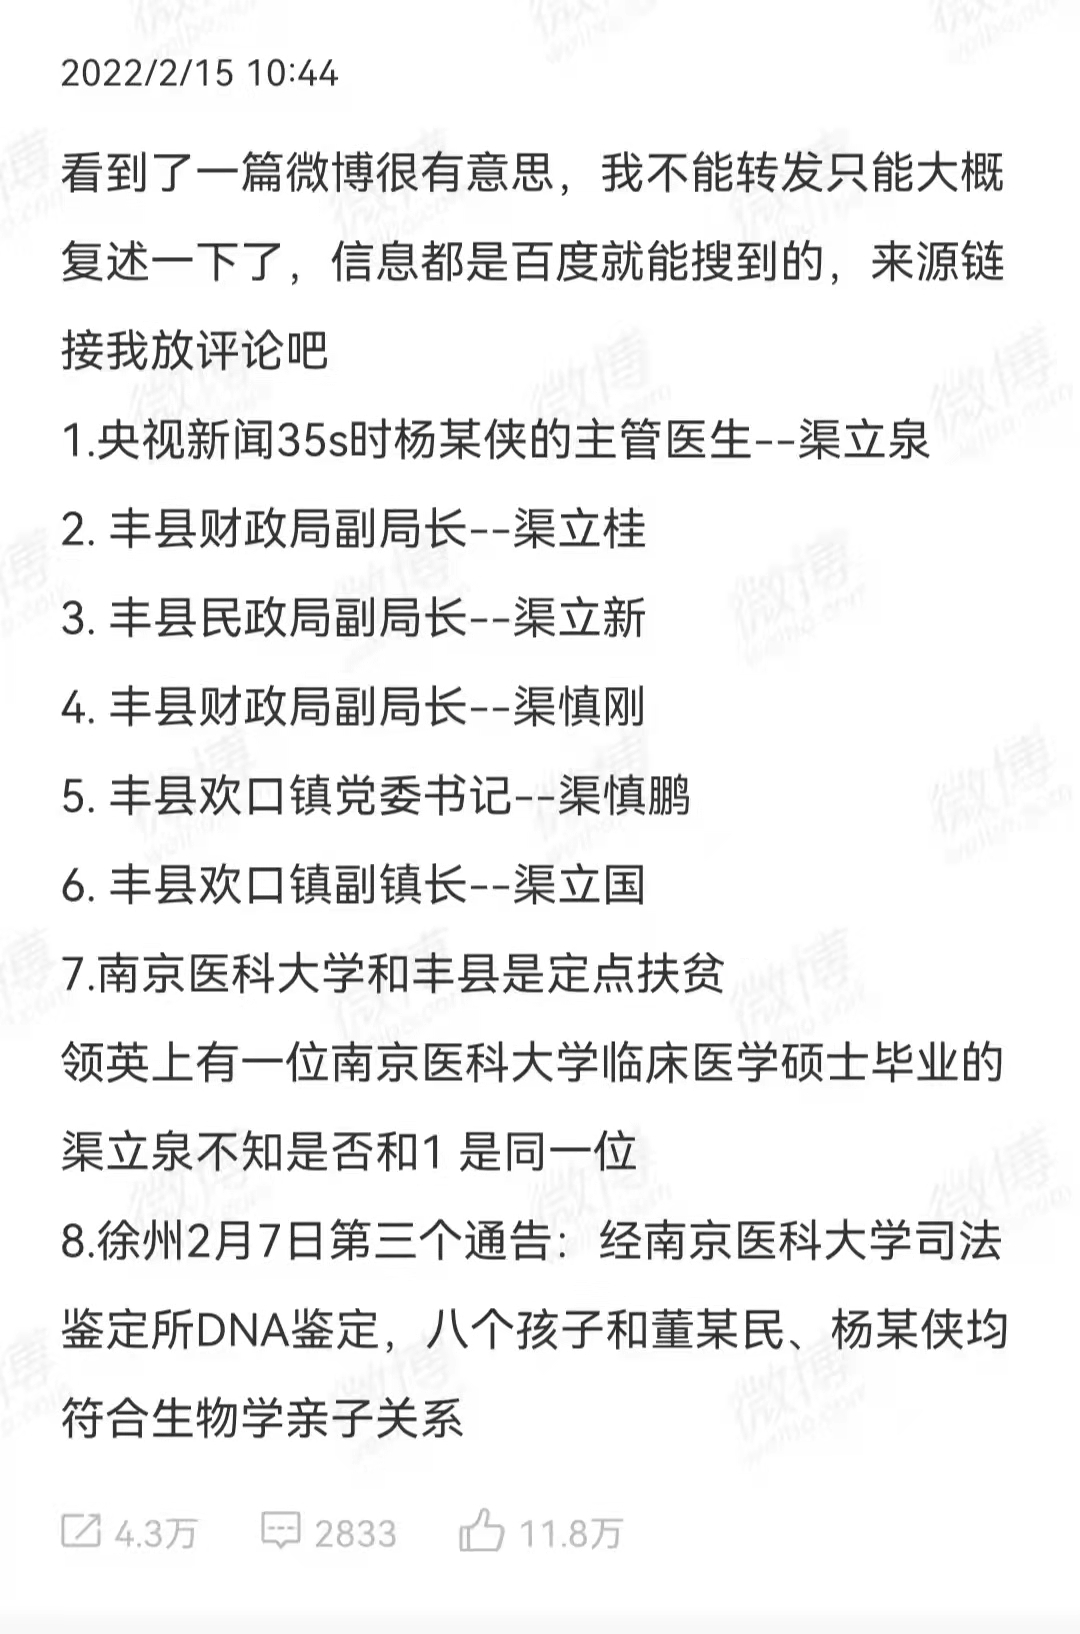 2022/2/15 10:44
看到了一篇微博很有意思，我不能转发只能大概
复述一下了，信息都是百度就能搜到的，来源链
接我放评论吧
1.央视新闻35s时杨某侠的主管医生--渠立泉
2. 丰县财政局副局长--渠立桂
3. 丰县民政局副局长--渠立新
4. 丰县财政局副局长--渠慎刚
5. 丰县欢口镇党委书记--渠慎鹏
6. 丰县欢口镇副镇长--渠立国
7.南京医科大学和丰县是定点扶贫
领英上有一位南京医科大学临床医学硕士毕业的
渠立泉不知是否和1 是同一位
8.徐州2月7日第三个通告： 经南京医科大学司法
鉴定所DNA鉴定，八个孩子和董某民、杨某侠均
符合生物学亲子关系
4.3万 2833 11.8万